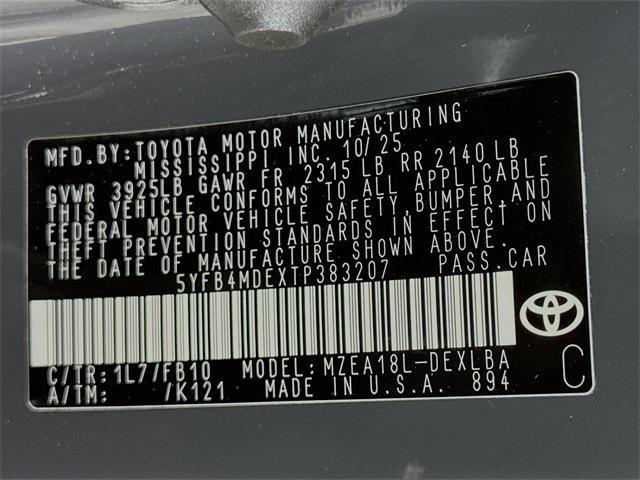 MFD. BY: TOYOTA MOTOR MANUFACTURING
MISSISSIPPI INC. 10/25
GVWR 3925LB GAWR FR 2315 LB RR 2140 LB
THIS VEHICLE CONFORMS TO ALL APPLICABLE
FEDERAL MOTOR VEHICLE SAFETY, BUMPER, AND
THEFT PREVENTION STANDARDS IN EFFECT ON
THE DATE OF MANUFACTURE SHOWN ABOVE.
5YFB4MDEXTP383207 PASS. CAR
C/TR: 1L7/FB10 MODEL: MZEA18L-DEXLBA
A/TM: /K121 MADE IN U.S.A. 894
C